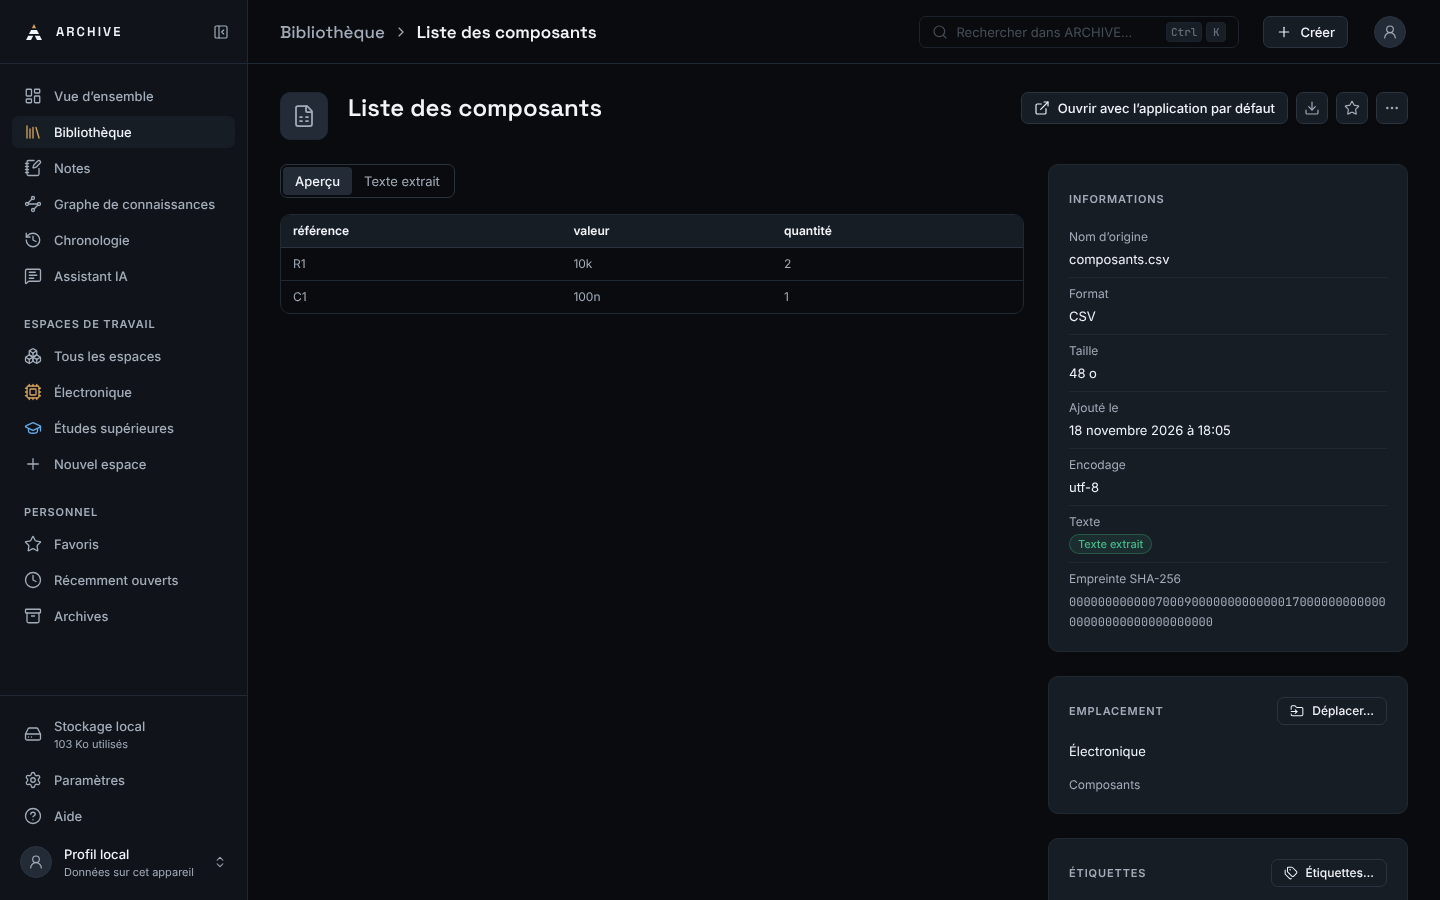 ARCHIVE
Bibliothèque > Liste des composants
Rechercher dans ARCHIVE... Ctrl K
Créer
Vue d’ensemble
Bibliothèque
Notes
Graphe de connaissances
Chronologie
Assistant IA
ESPACES DE TRAVAIL
Tous les espaces
Électronique
Études supérieures
Nouvel espace
PERSONNEL
Favoris
Récemment ouverts
Archives
Stockage local
103 Ko utilisés
Paramètres
Aide
Profil local
Données sur cet appareil
Liste des composants
Ouvrir avec l’application par défaut
Aperçu Texte extrait
référence valeur quantité
R1 10k 2
C1 100n 1
INFORMATIONS
Nom d’origine
composants.csv
Format
CSV
Taille
48 o
Ajouté le
18 novembre 2026 à 18:05
Encodage
utf-8
Texte
Texte extrait
Empreinte SHA-256
00000000000070009000000000000017000000000000
00000000000000000000
EMPLACEMENT
Déplacer...
Électronique
Composants
ÉTIQUETTES
Étiquettes...